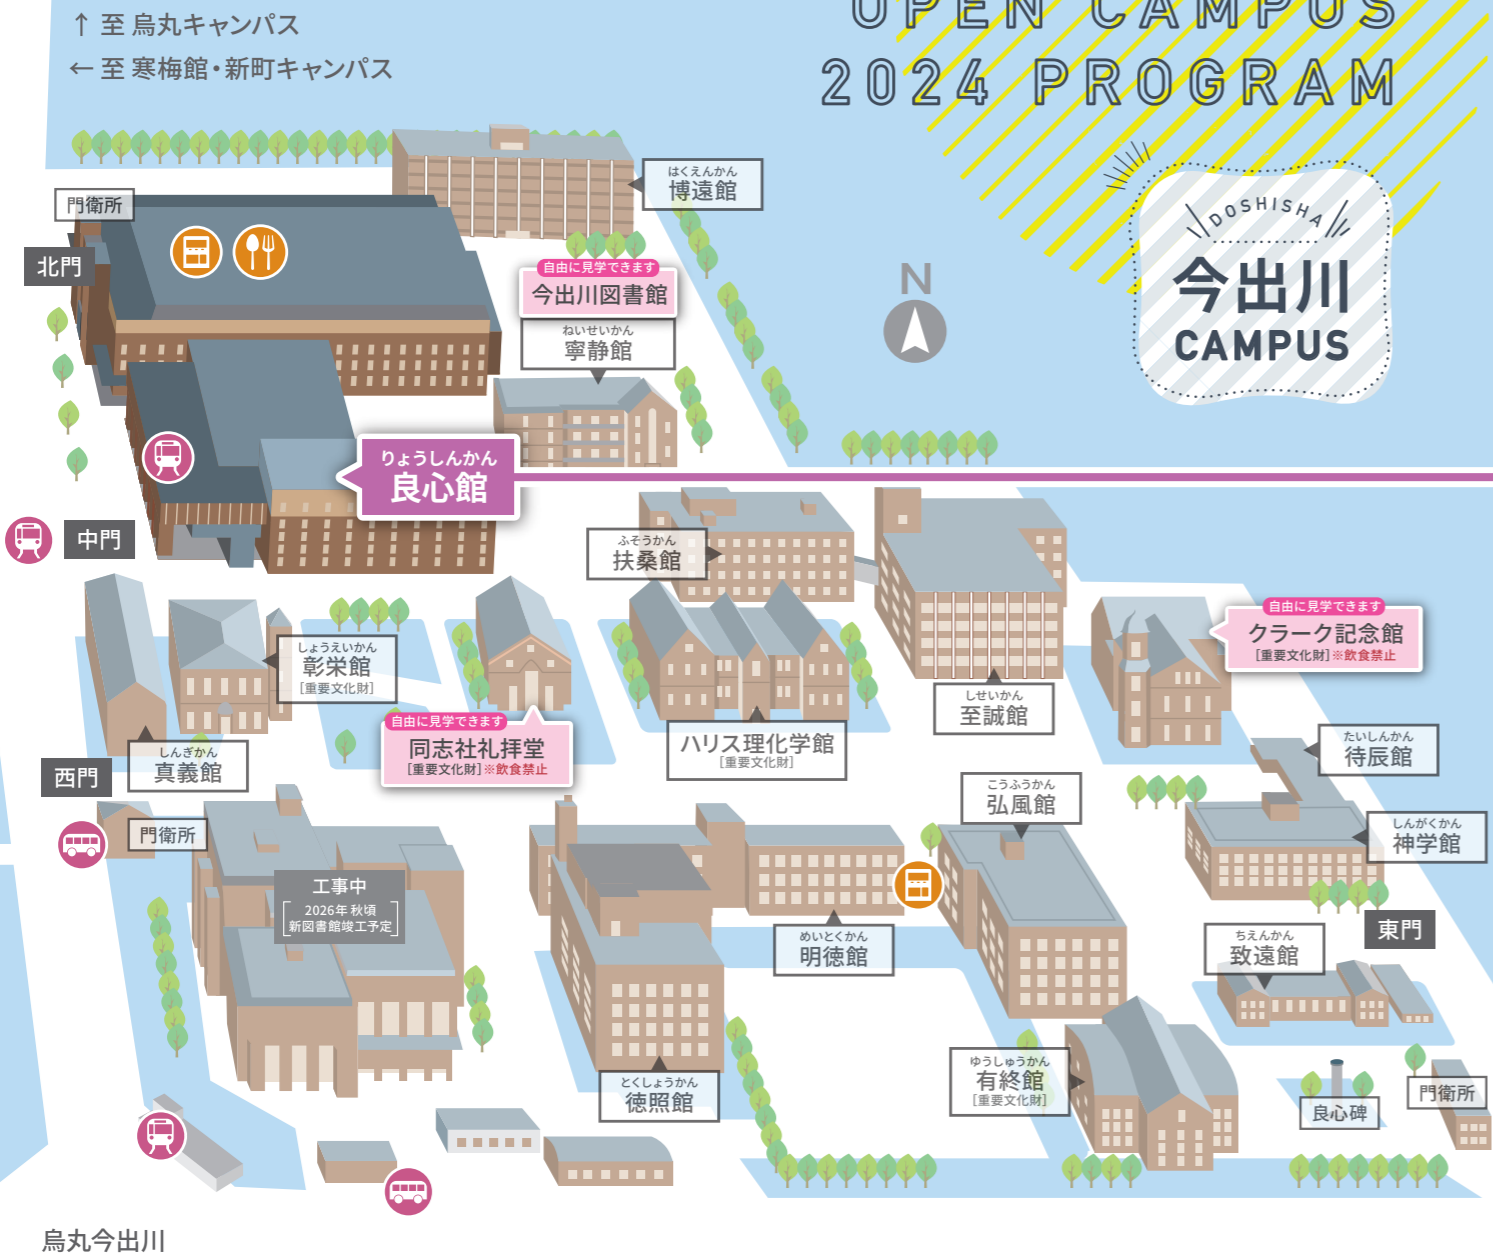 ↑ 至 烏丸キャンパス
← 至 寒梅館・新町キャンパス
OPEN CAMPUS
2024 PROGRAM
DOSHISHA
今出川
CAMPUS
N
はくえんかん
博遠館
門衛所
北門
自由に見学できます
今出川図書館
ねいせいかん
寧静館
りょうしんかん
良心館
中門
ふそうかん
扶桑館
しょうえいかん
彰栄館
[重要文化財]
自由に見学できます
クラーク記念館
[重要文化財]※飲食禁止
しせいかん
至誠館
自由に見学できます
同志社礼拝堂
[重要文化財]※飲食禁止
ハリス理化学館
[重要文化財]
しんぎかん
真義館
西門
たいしんかん
待辰館
こうふうかん
弘風館
門衛所
しんがくかん
神学館
工事中
2026年 秋頃
新図書館竣工予定
めいとくかん
明徳館
東門
ちえんかん
致遠館
とくしょうかん
徳照館
ゆうしゅうかん
有終館
[重要文化財]
良心碑
門衛所
烏丸今出川